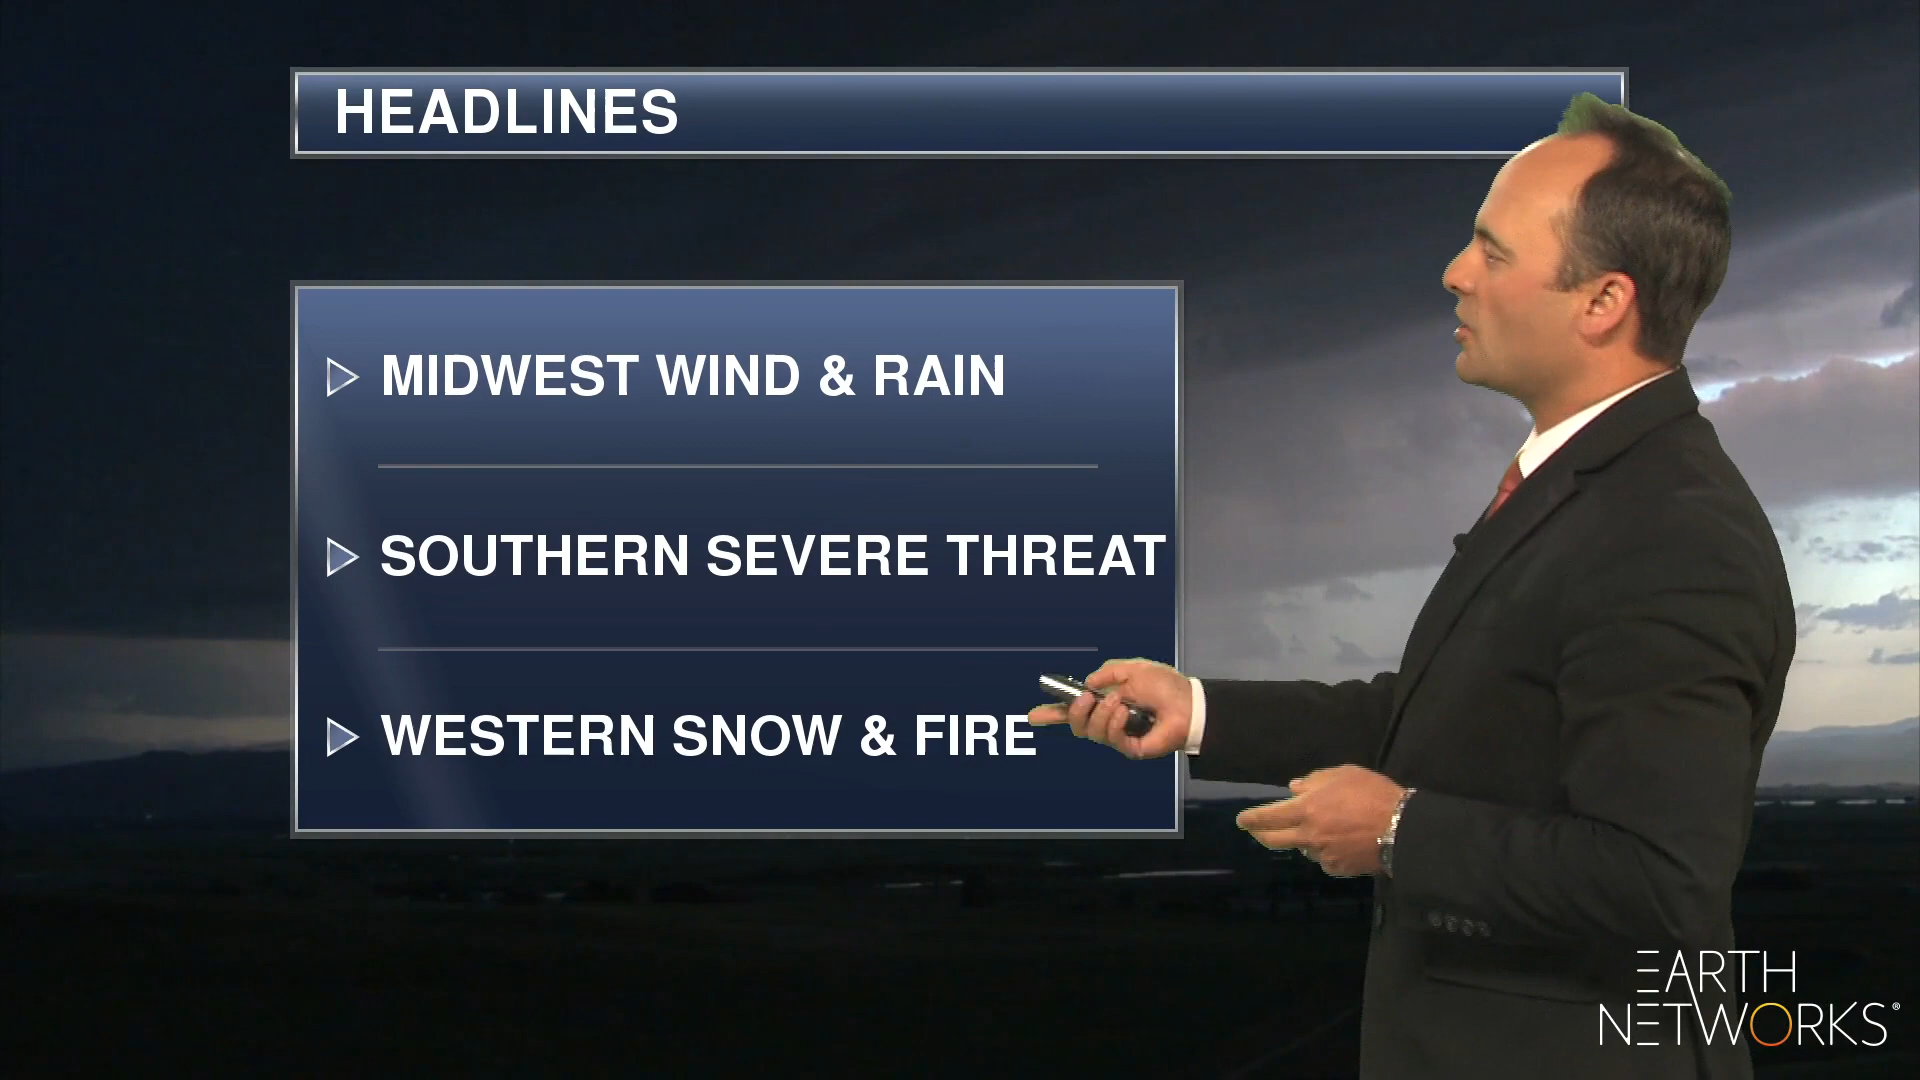 HEADLINES
MIDWEST WIND & RAIN
SOUTHERN SEVERE THREAT
WESTERN SNOW & FIRE
EARTH
NETWORKS®